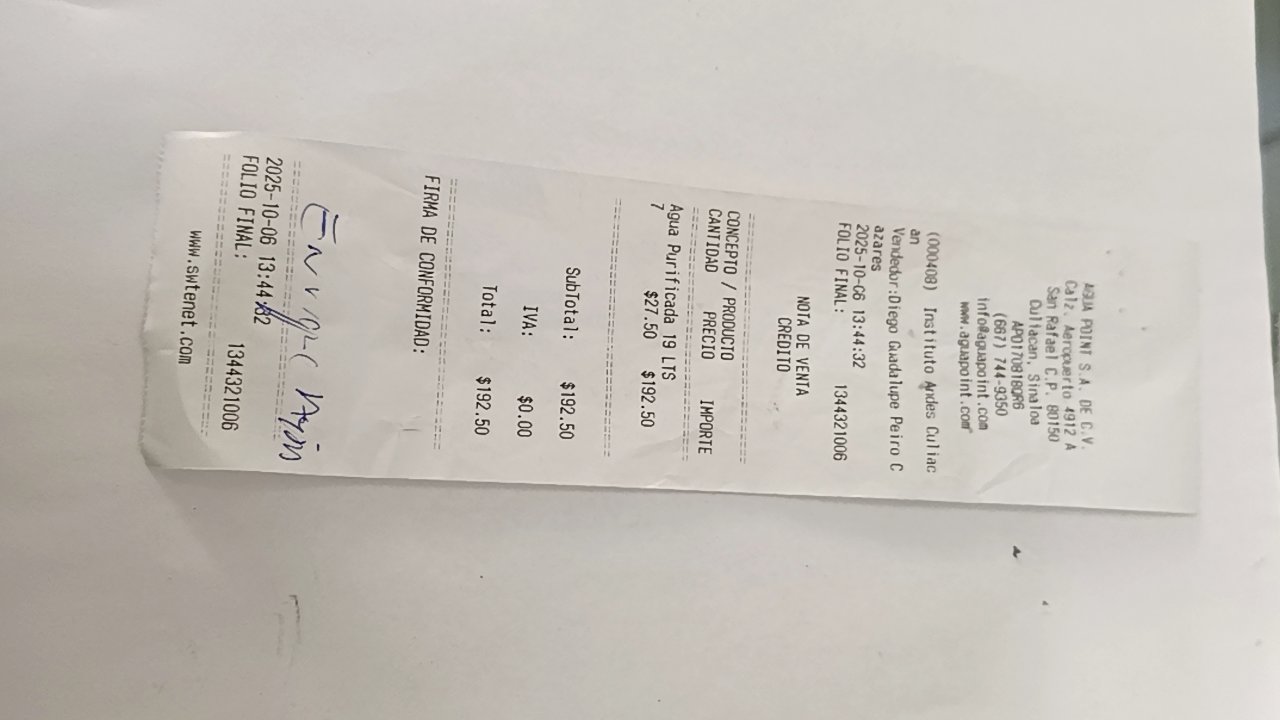 AGUA POINT S.A. DE C.V.
Calz. Aeropuerto 4912 A
San Rafael C.P. 80150
Culiacan, Sinaloa
APO170818QR6
(667) 744-9350
info@aguapoint.com
www.aguapoint.com
(000408) Instituto Andes Culiac
an
Vendedor:Diego Guadalupe Peiro C
azares
2025-10-06 13:44:32
FOLIO FINAL: 1344321006
NOTA DE VENTA
CREDITO
CONCEPTO / PRODUCTO
CANTIDAD PRECIO IMPORTE
Agua Purificada 19 LTS
7 $27.50 $192.50
SubTotal: $192.50
IVA: $0.00
Total: $192.50
FIRMA DE CONFORMIDAD:
2025-10-06 13:44:32
FOLIO FINAL: 1344321006
www.swtenet.com